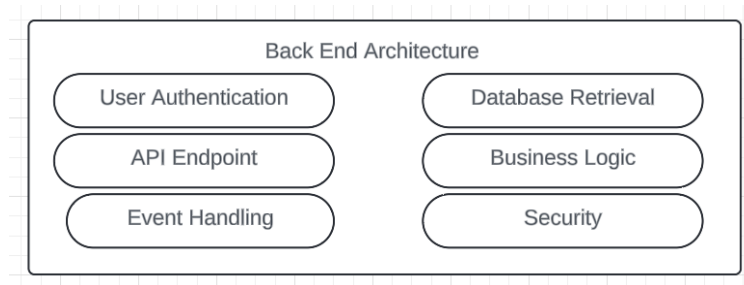 Back End Architecture
User Authentication
Database Retrieval
API Endpoint
Business Logic
Event Handling
Security